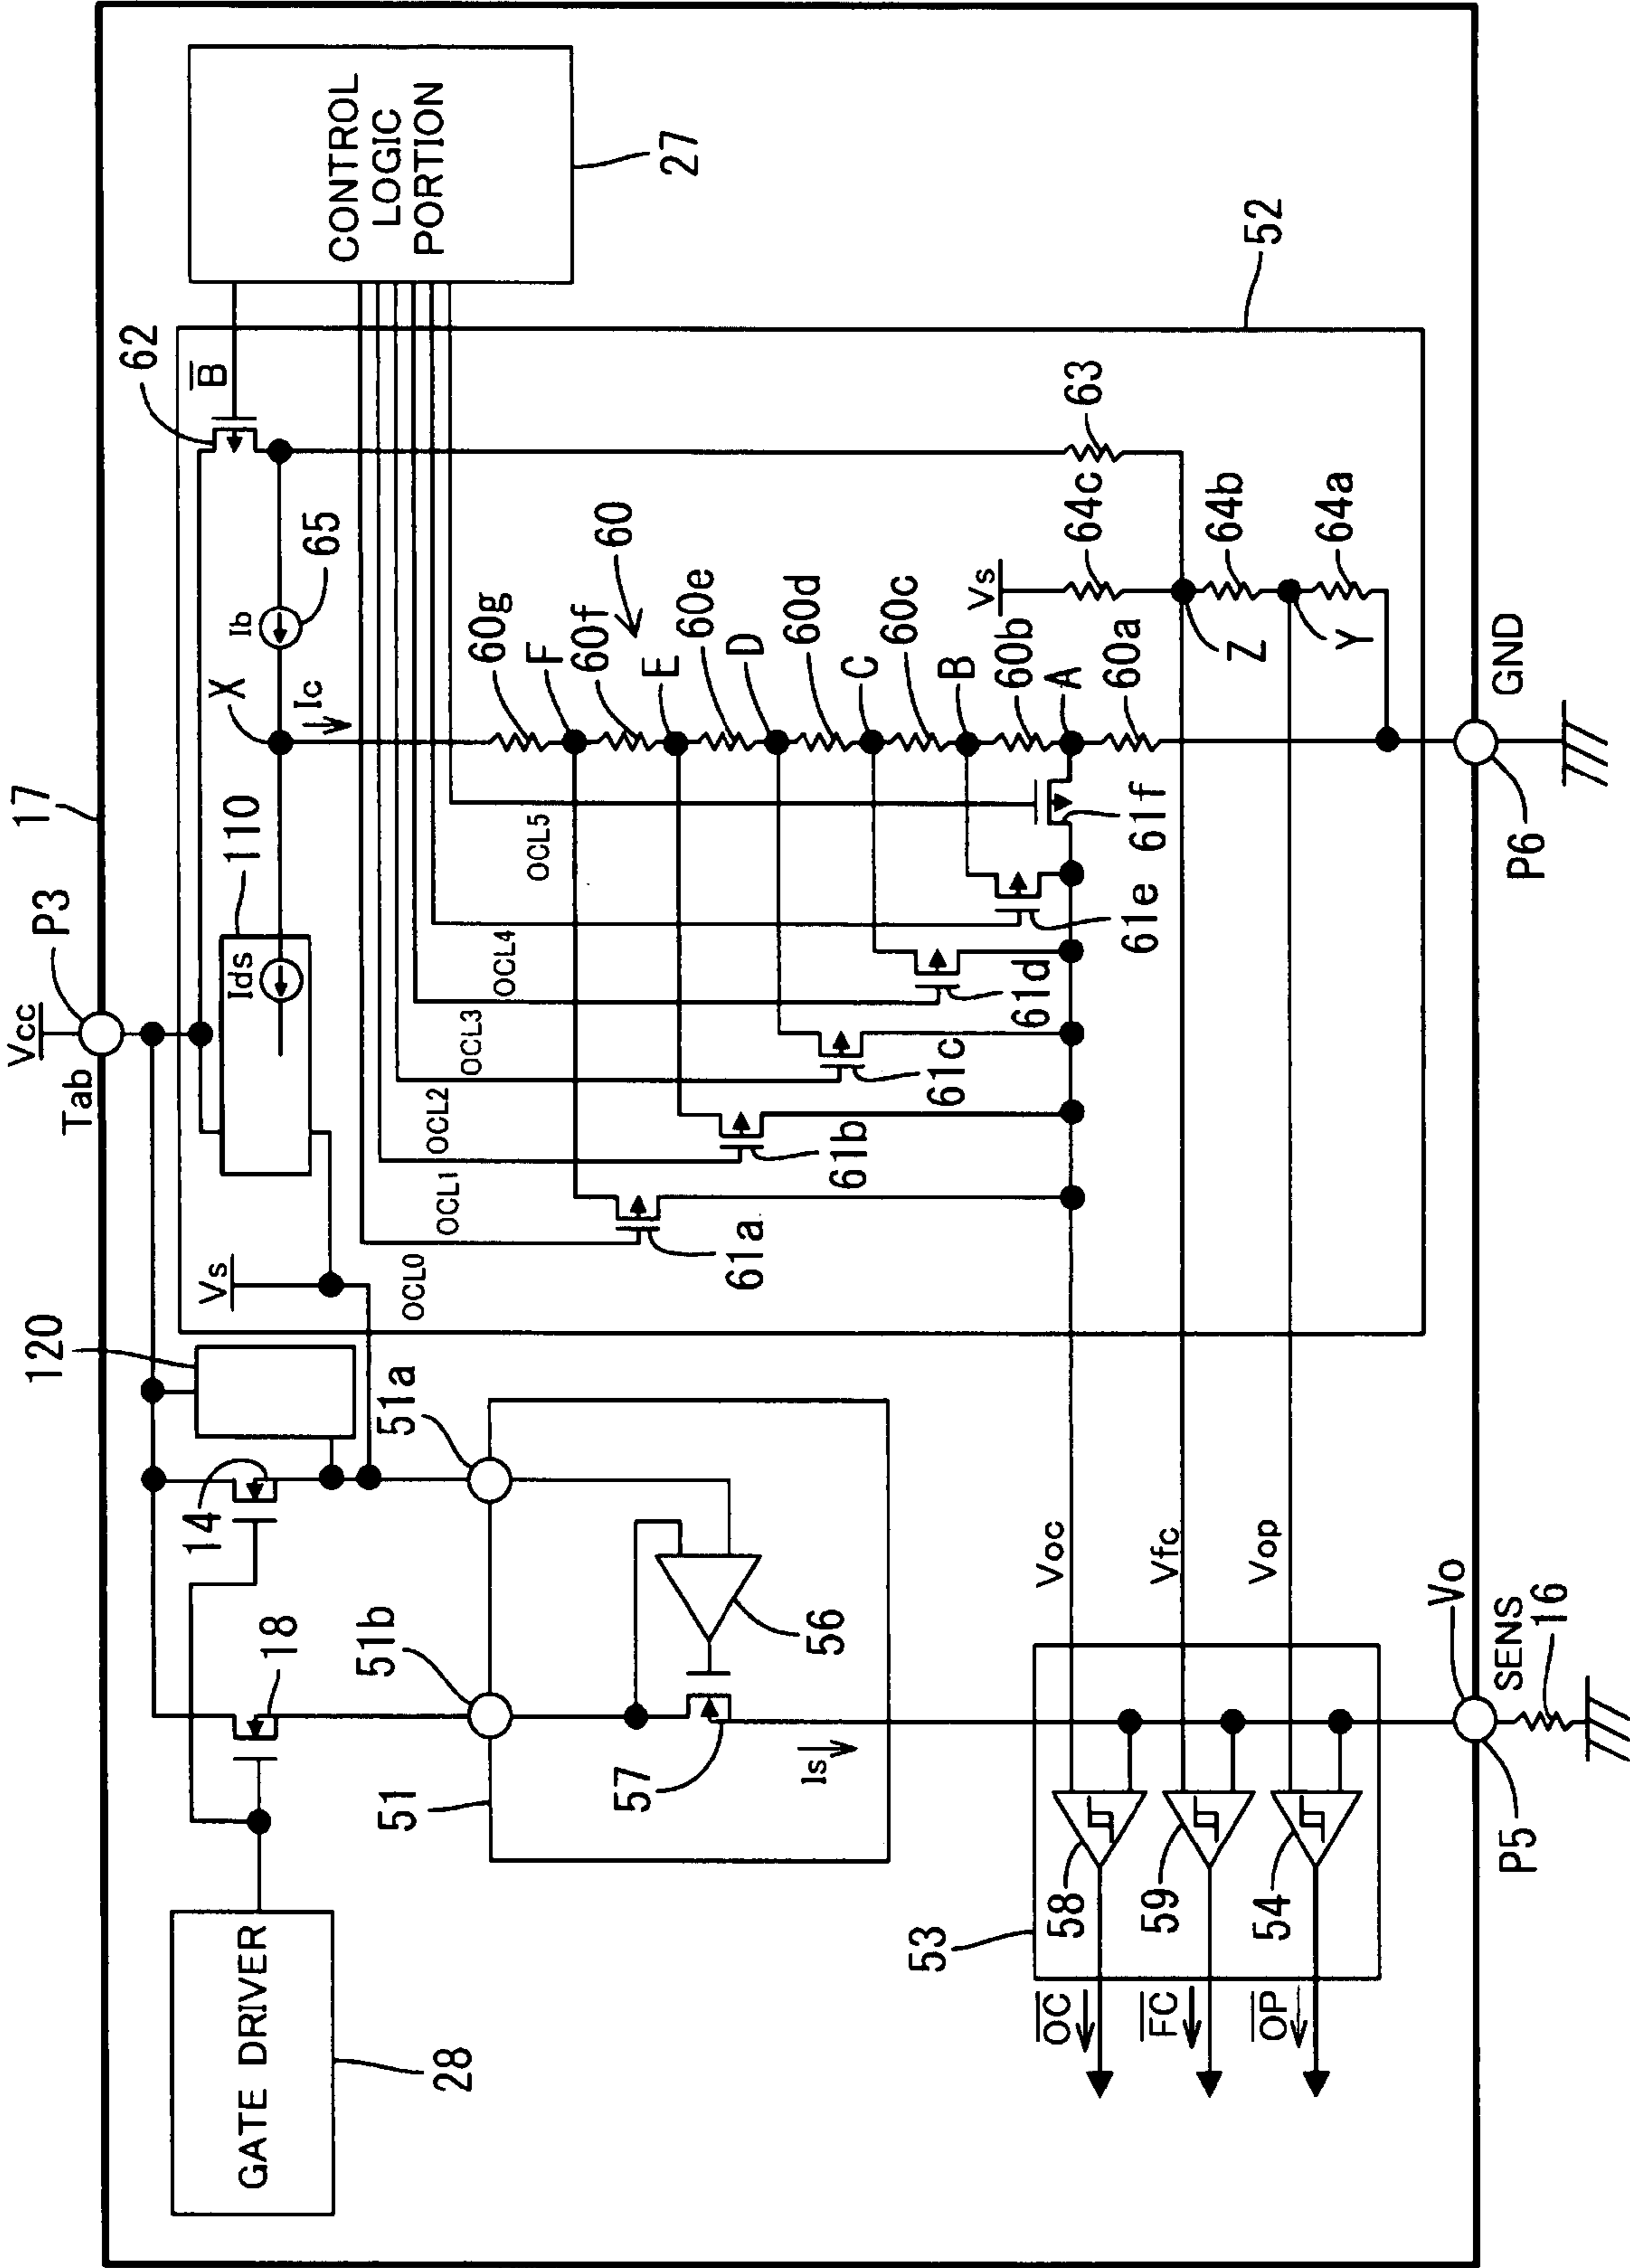 17
Vcc
Tab
P3
120
Vs
110
Ids
X
Ib
65
Ic
62
B
CONTROL
LOGIC
PORTION
27
14
18
51a
51b
51
56
57
Is
GATE DRIVER
28
OCL0
OCL1
OCL2
OCL3
OCL4
OCL5
61a
61b
61c
61d
61e
61f
60g
F
60f
60
E
60e
D
60d
C
60c
B
60b
A
60a
Vs
63
64c
64b
64a
Z
Y
52
Voc
Vfc
Vop
53
58
59
54
OC
FC
OP
Vo
SENS
16
P5
P6
GND